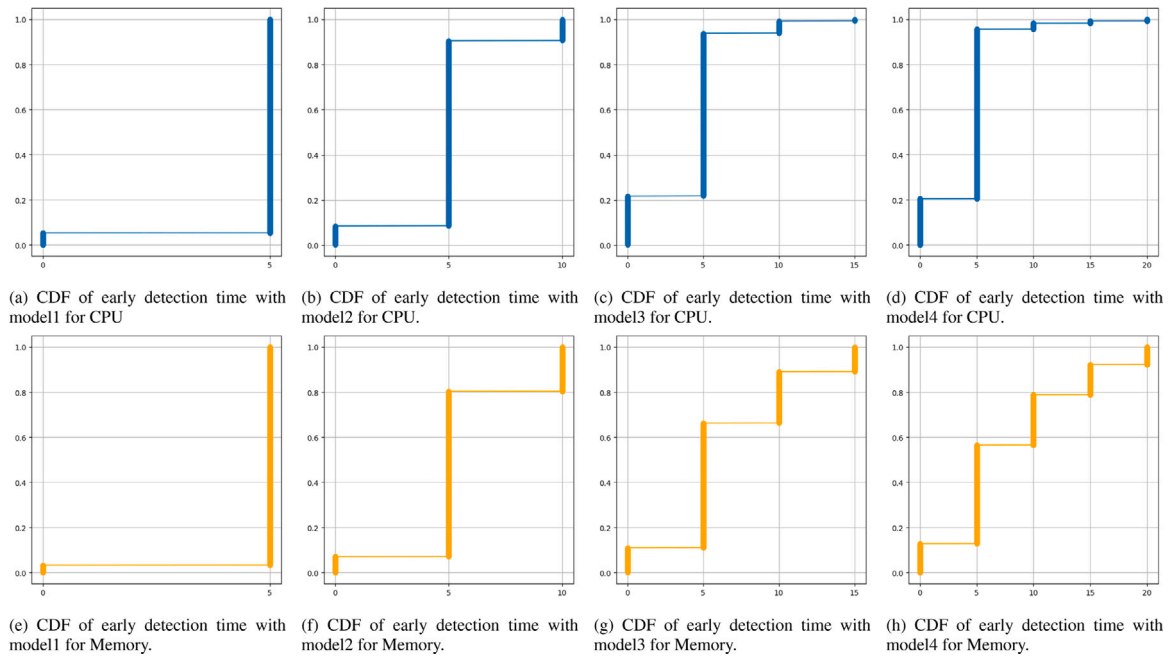 1.0
0.8
0.6
0.4
0.2
0.0
0 5
1.0
0.8
0.6
0.4
0.2
0.0
0 5 10
1.0
0.8
0.6
0.4
0.2
0.0
0 5 10 15
1.0
0.8
0.6
0.4
0.2
0.0
0 5 10 15 20
(a) CDF of early detection time with
model1 for CPU
(b) CDF of early detection time with
model2 for CPU.
(c) CDF of early detection time with
model3 for CPU.
(d) CDF of early detection time with
model4 for CPU.
1.0
0.8
0.6
0.4
0.2
0.0
0 5
1.0
0.8
0.6
0.4
0.2
0.0
0 5 10
1.0
0.8
0.6
0.4
0.2
0.0
0 5 10 15
1.0
0.8
0.6
0.4
0.2
0.0
0 5 10 15 20
(e) CDF of early detection time with
model1 for Memory.
(f) CDF of early detection time with
model2 for Memory.
(g) CDF of early detection time with
model3 for Memory.
(h) CDF of early detection time with
model4 for Memory.